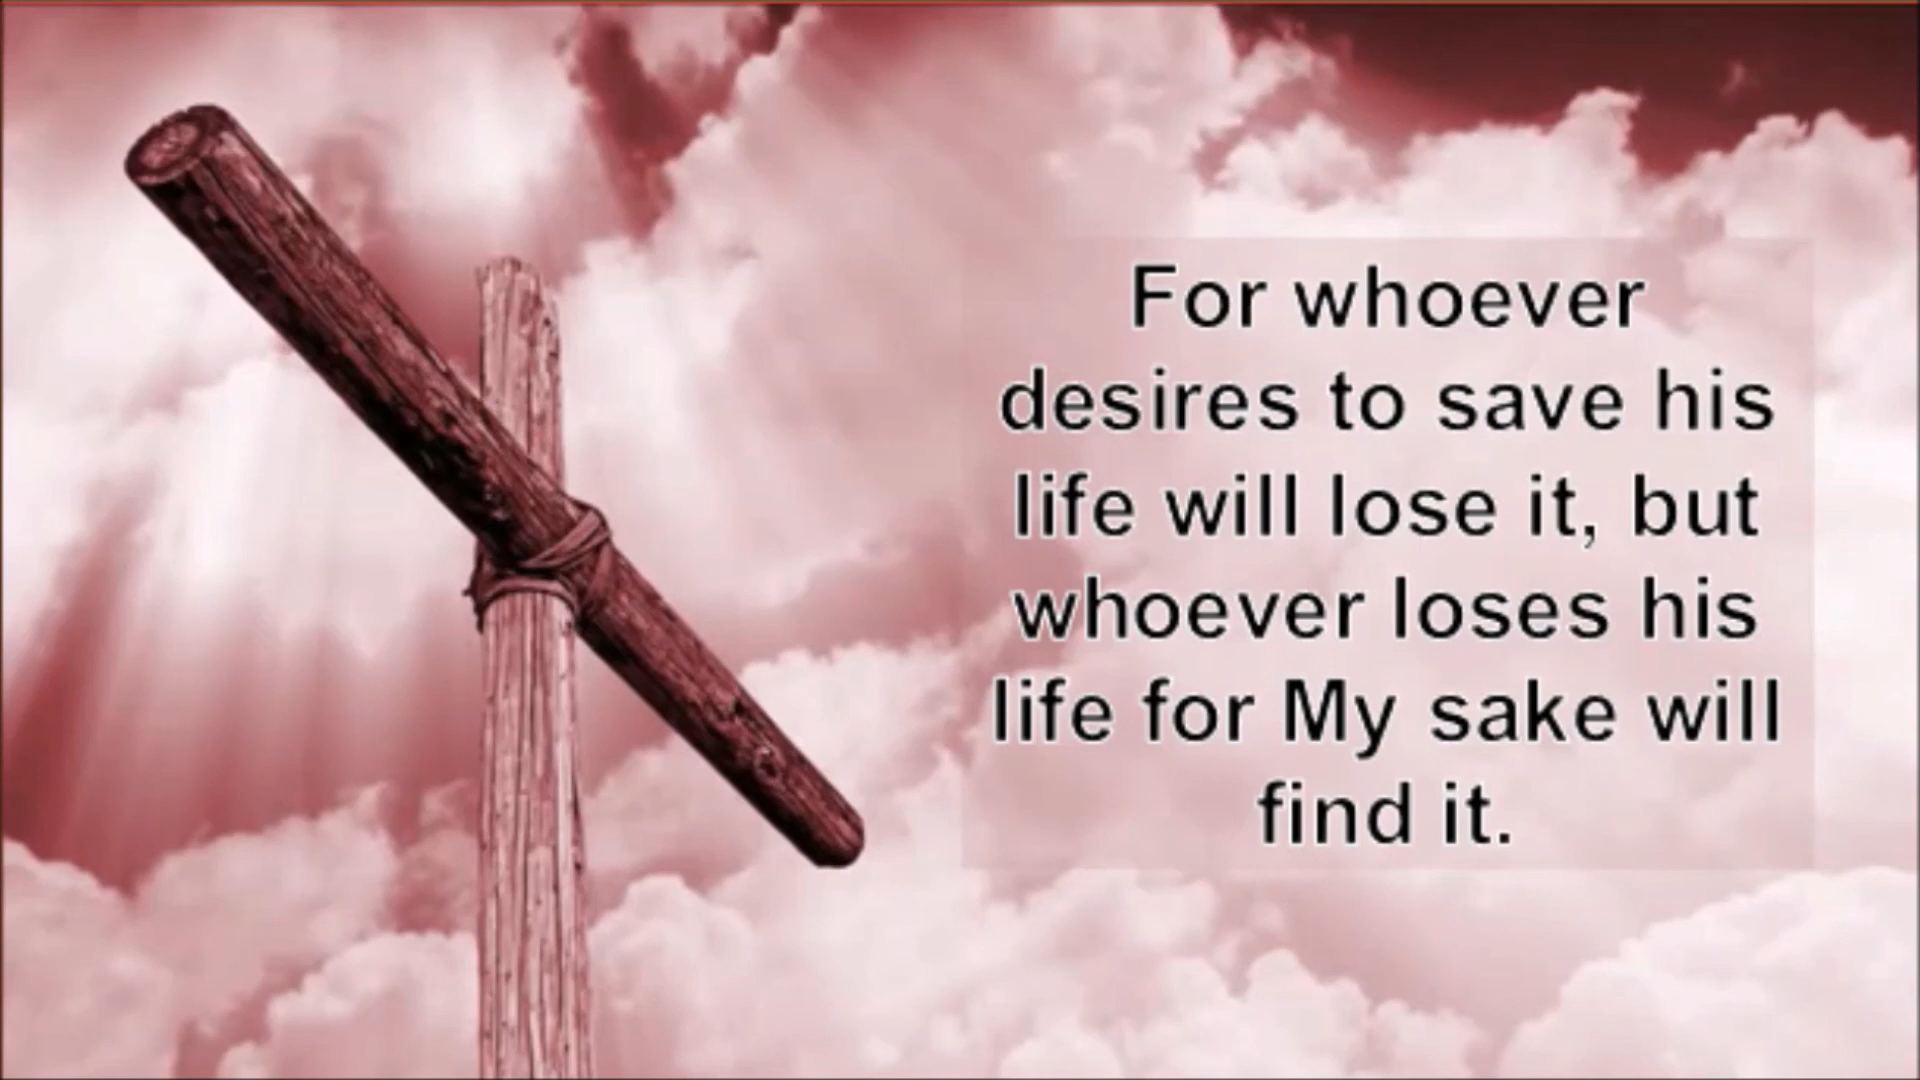 For whoever
desires to save his
life will lose it, but
whoever loses his
life for My sake will
find it.